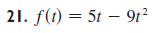 21. f(t) = 5t − 9t²